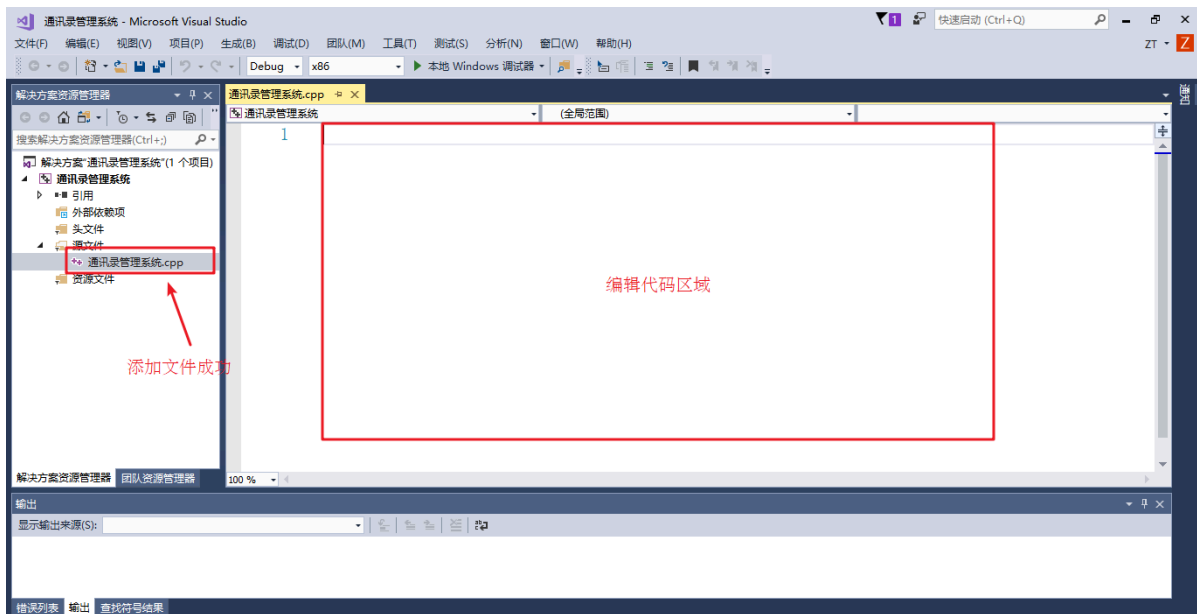 通讯录管理系统 - Microsoft Visual Studio
1
快速启动 (Ctrl+Q)
文件(F) 编辑(E) 视图(V) 项目(P) 生成(B) 调试(D) 团队(M) 工具(T) 测试(S) 分析(N) 窗口(W) 帮助(H)
ZT
Z
Debug
x86
本地 Windows 调试器
解决方案资源管理器
搜索解决方案资源管理器(Ctrl+;)
解决方案"通讯录管理系统"(1 个项目)
通讯录管理系统
引用
外部依赖项
头文件
源文件
通讯录管理系统.cpp
资源文件
添加文件成功
解决方案资源管理器 团队资源管理器
通讯录管理系统.cpp
通讯录管理系统
(全局范围)
1
编辑代码区域
100 %
通知
输出
显示输出来源(S):
错误列表 输出 查找符号结果